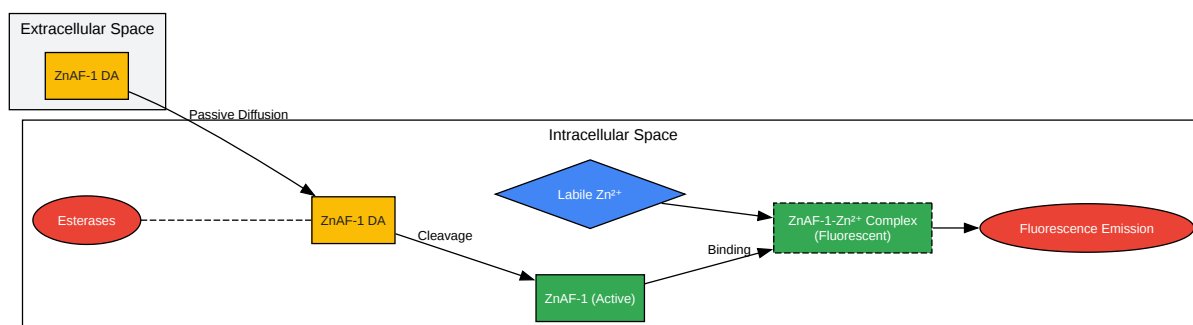 Extracellular Space
ZnAF-1 DA
Passive Diffusion
Intracellular Space
Esterases
ZnAF-1 DA
Cleavage
Labile Zn²⁺
ZnAF-1 (Active)
Binding
ZnAF-1-Zn²⁺ Complex
(Fluorescent)
Fluorescence Emission